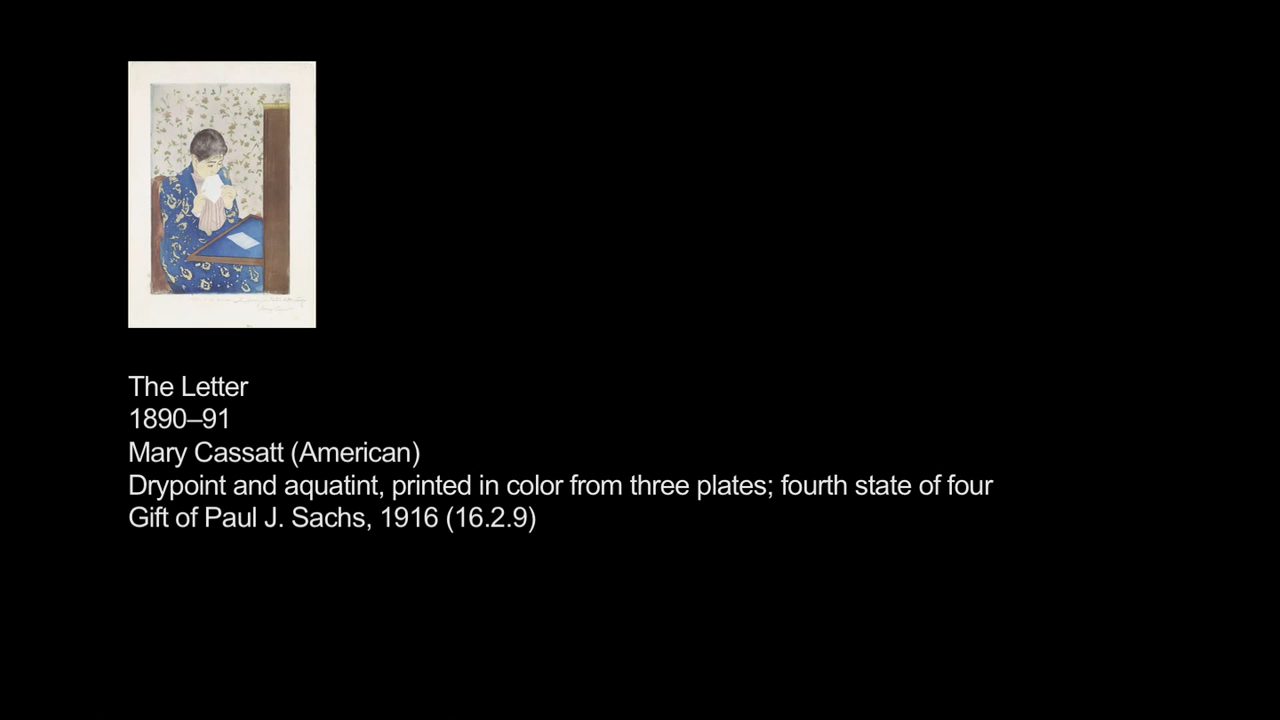 The Letter
1890–91
Mary Cassatt (American)
Drypoint and aquatint, printed in color from three plates; fourth state of four
Gift of Paul J. Sachs, 1916 (16.2.9)